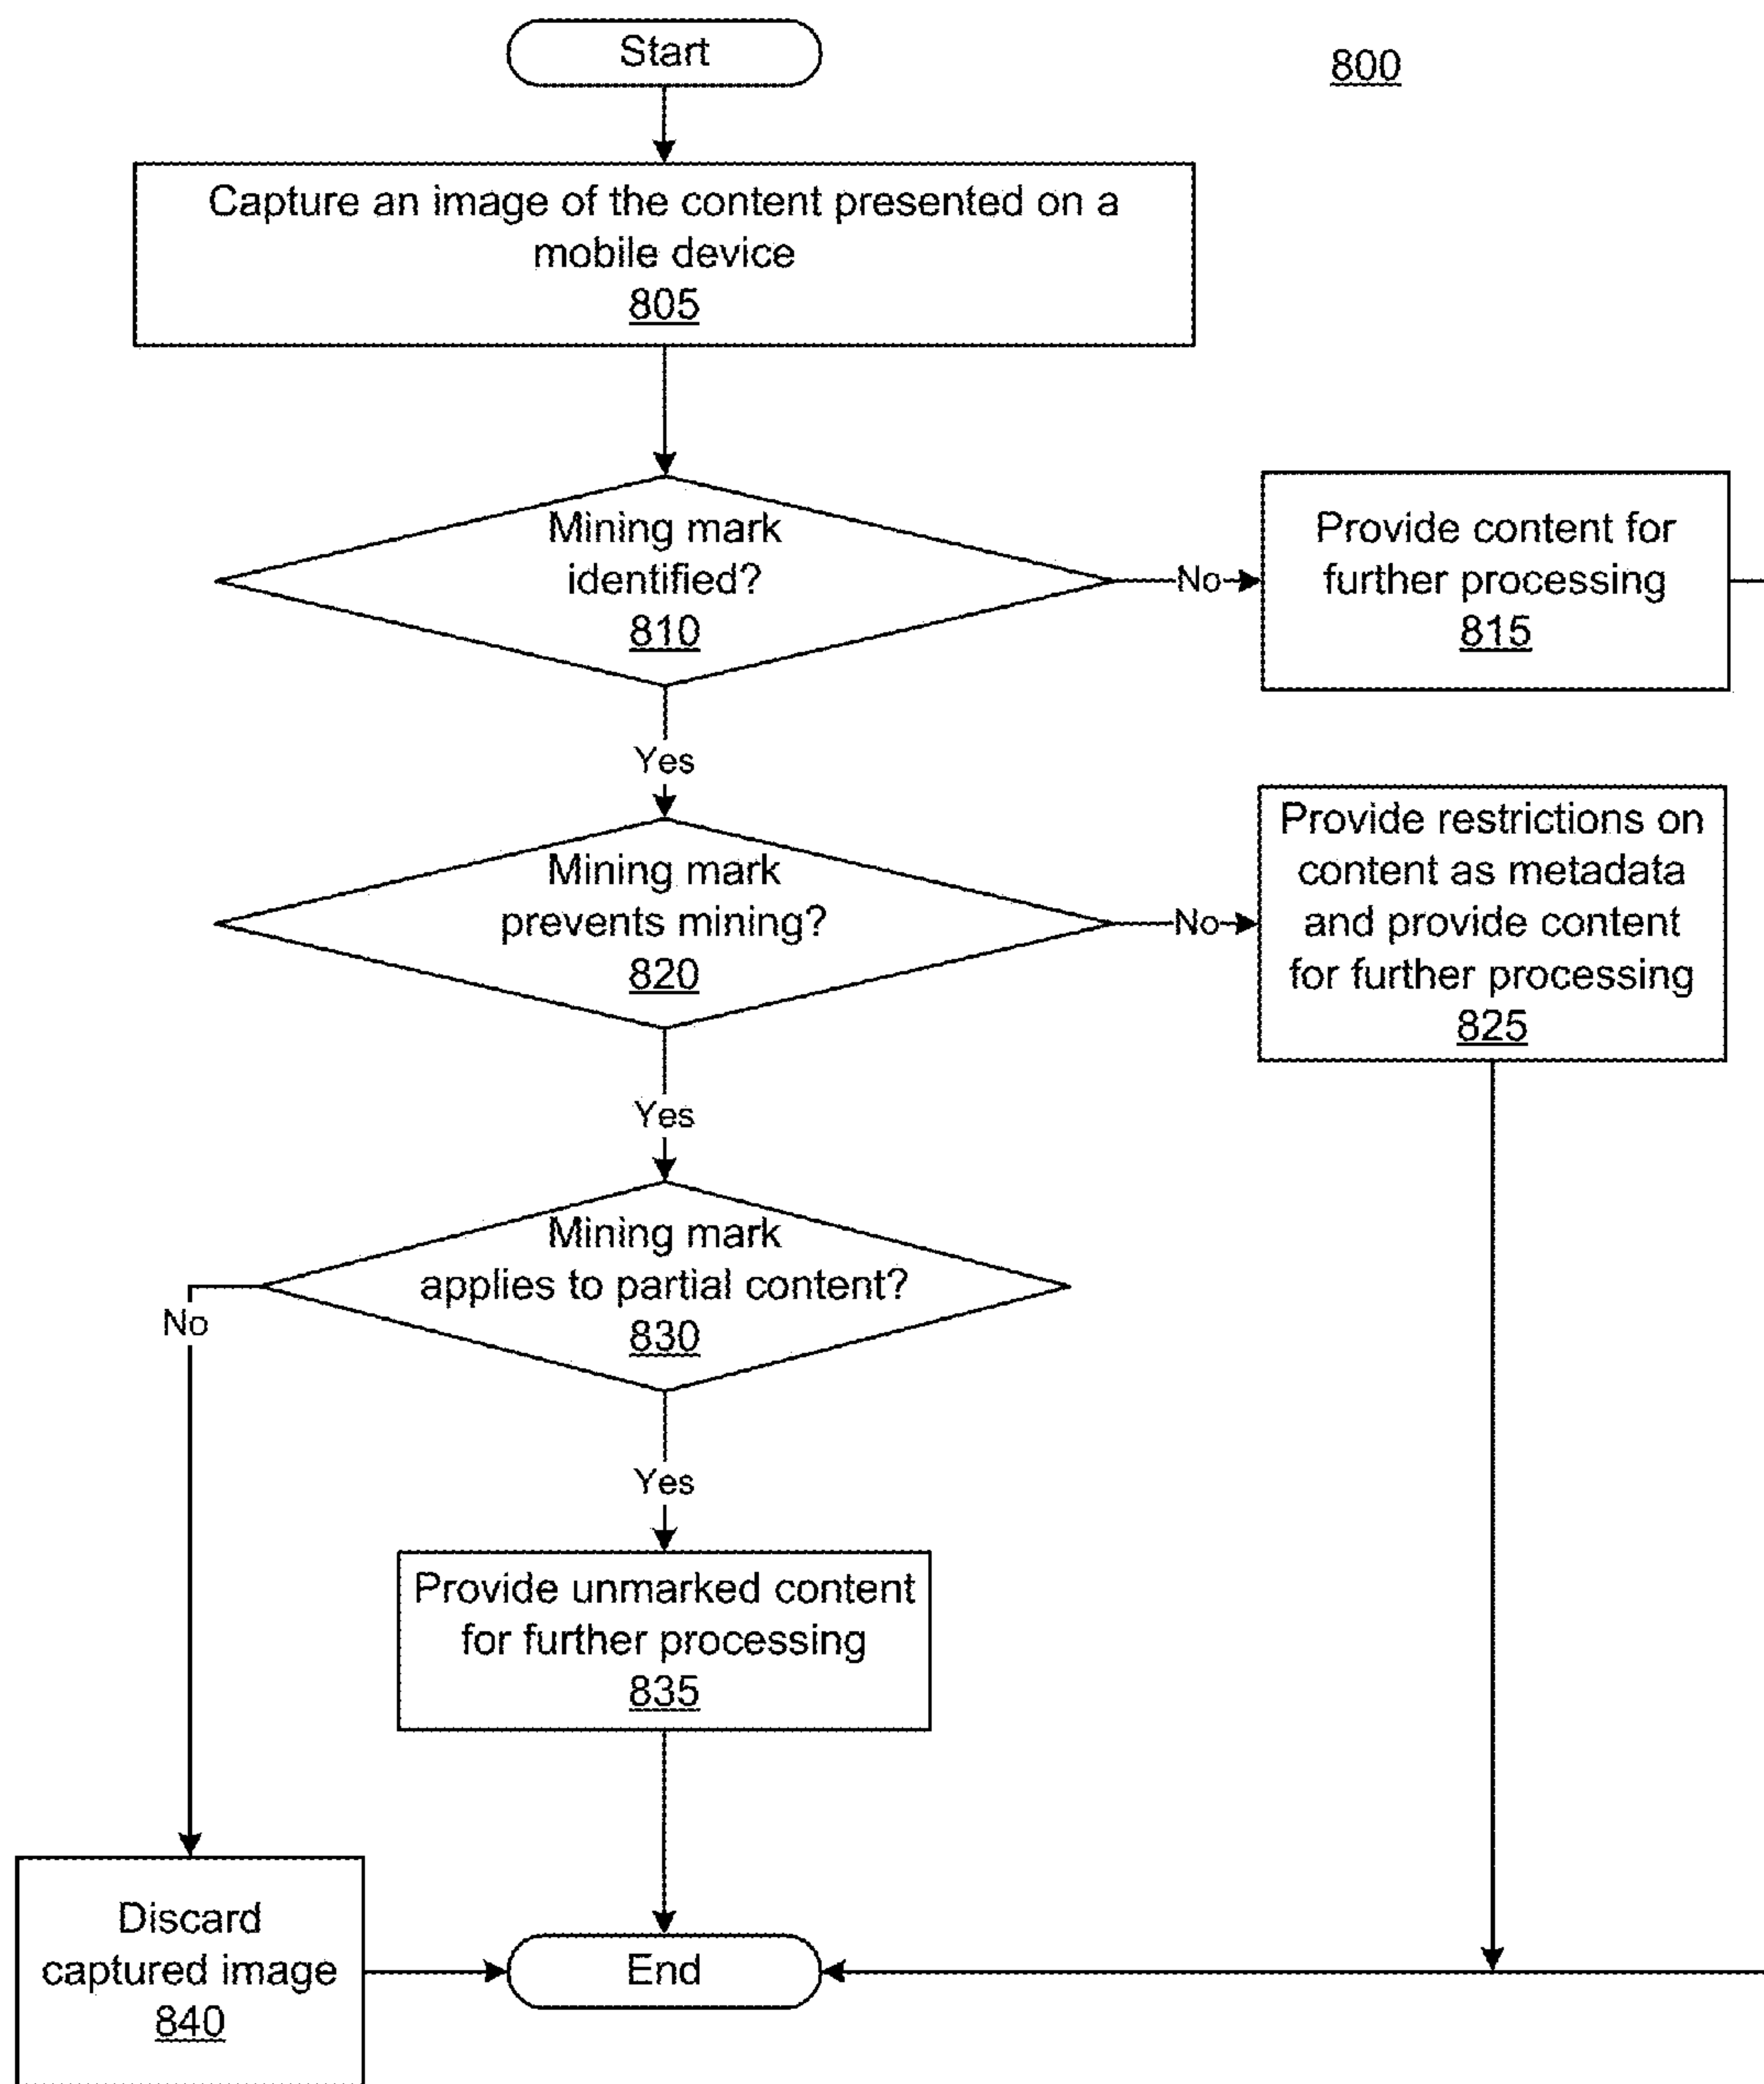 Start
800
Capture an image of the content presented on a
mobile device
805
Mining mark
identified?
810
No
Provide content for
further processing
815
Yes
Mining mark
prevents mining?
820
No
Provide restrictions on
content as metadata
and provide content
for further processing
825
Yes
Mining mark
applies to partial content?
830
No
Yes
Provide unmarked content
for further processing
835
Discard
captured image
840
End